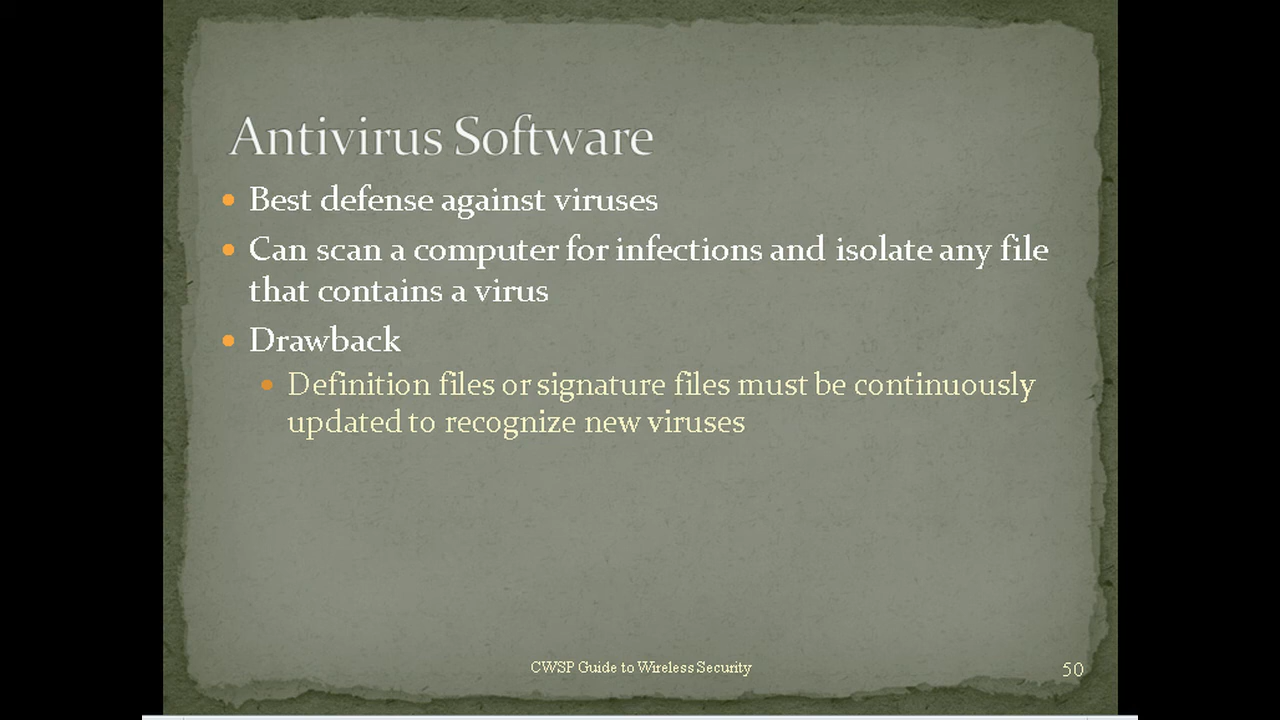 Antivirus Software
• Best defense against viruses
• Can scan a computer for infections and isolate any file
that contains a virus
• Drawback
• Definition files or signature files must be continuously
updated to recognize new viruses
CWSP Guide to Wireless Security
50